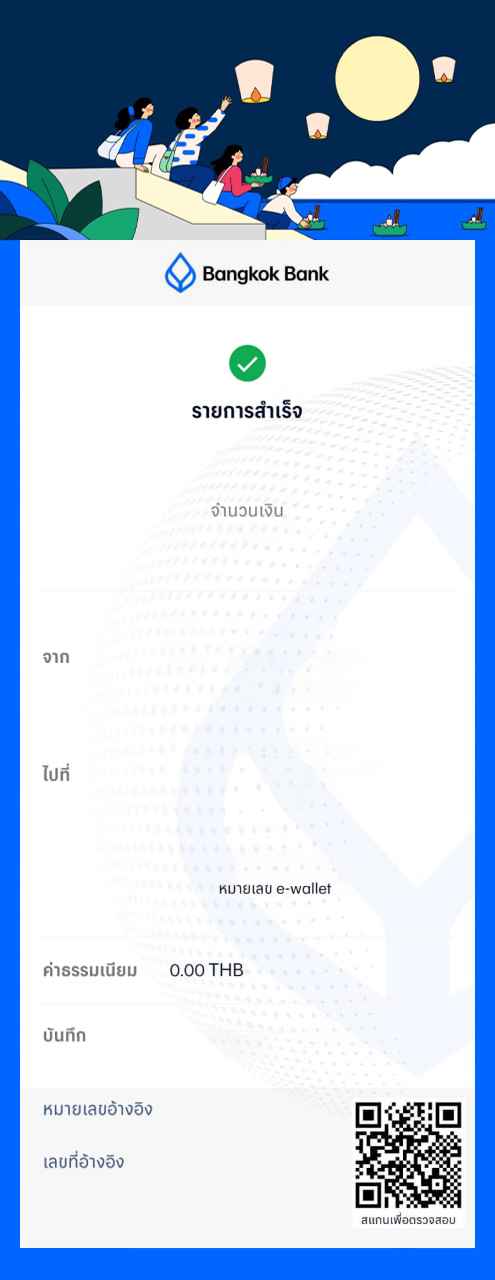 Bangkok Bank
รายการสำเร็จ
จำนวนเงิน
จาก
ไปที่
หมายเลข e-wallet
ค่าธรรมเนียม 0.00 THB
บันทึก
หมายเลขอ้างอิง
เลขที่อ้างอิง
สแกนเพื่อตรวจสอบ